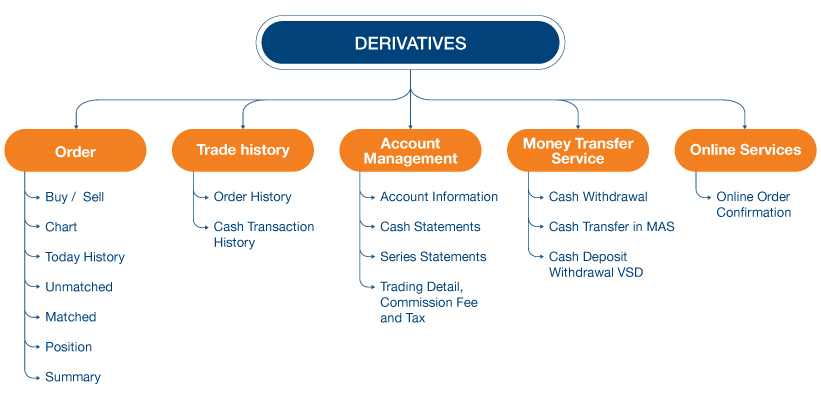 DERIVATIVES
Order
Buy /  Sell
Chart
Today History
Unmatched
Matched
Position
Summary
Trade history
Order History
Cash Transaction
History
Account
Management
Account Information
Cash Statements
Series Statements
Trading Detail,
Commission Fee
and Tax
Money Transfer
Service
Cash Withdrawal
Cash Transfer in MAS
Cash Deposit
Withdrawal VSD
Online Services
Online Order
Confirmation